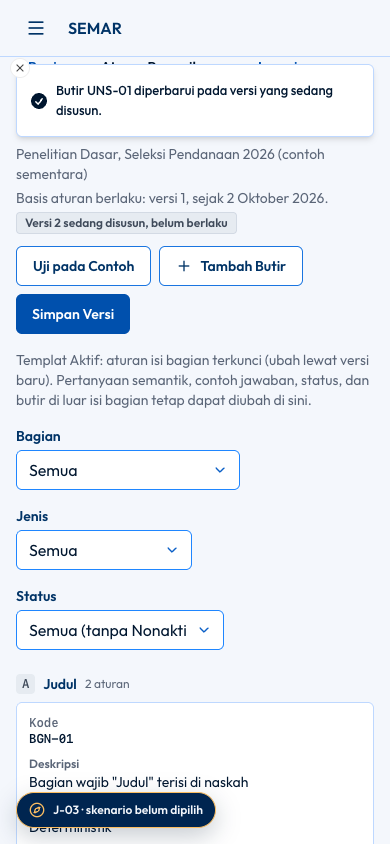 SEMAR
Butir UNS-01 diperbarui pada versi yang sedang
disusun.
Penelitian Dasar, Seleksi Pendanaan 2026 (contoh
sementara)
Basis aturan berlaku: versi 1, sejak 2 Oktober 2026.
Versi 2 sedang disusun, belum berlaku
Uji pada Contoh
Tambah Butir
Simpan Versi
Templat Aktif: aturan isi bagian terkunci (ubah lewat versi
baru). Pertanyaan semantik, contoh jawaban, status, dan
butir di luar isi bagian tetap dapat diubah di sini.
Bagian
Semua
Jenis
Semua
Status
Semua (tanpa Nonakti
A Judul 2 aturan
Kode
BGN-01
Deskripsi
Bagian wajib "Judul" terisi di naskah
J-03 · skenario belum dipilih
Deterministik